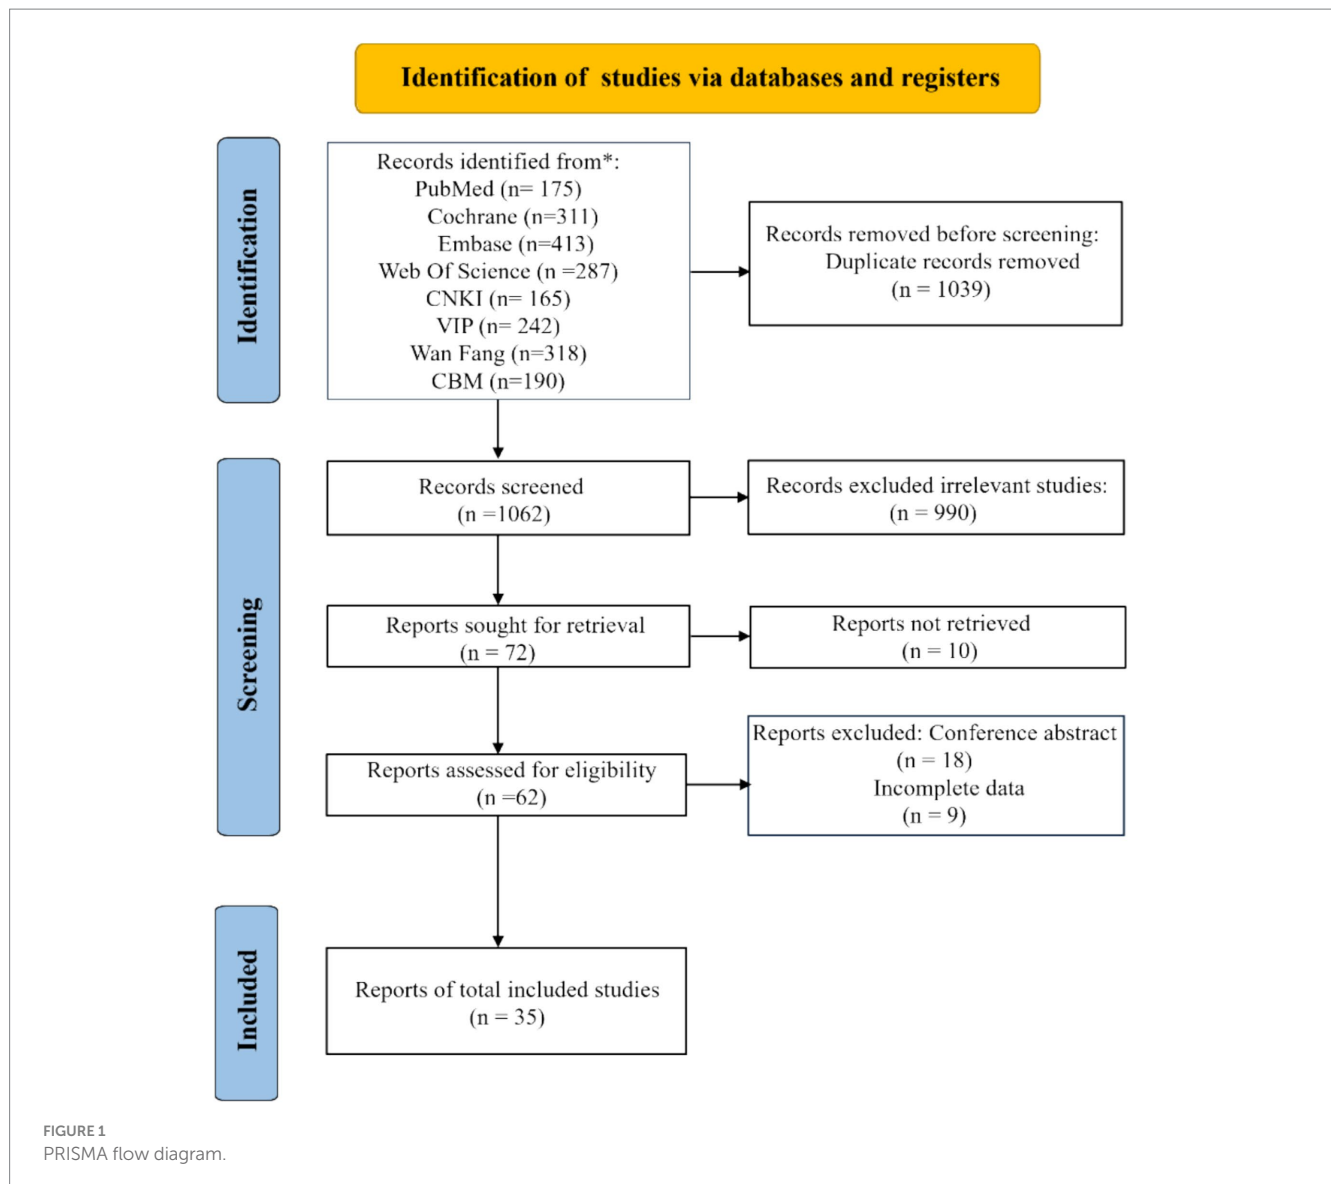 Identification of studies via databases and registers
Identification
Records identified from*:
PubMed (n= 175)
Cochrane (n=311)
Embase (n=413)
Web Of Science (n =287)
CNKI (n= 165)
VIP (n= 242)
Wan Fang (n=318)
CBM (n=190)
Records removed before screening:
Duplicate records removed
(n = 1039)
Screening
Records screened
(n =1062)
Records excluded irrelevant studies:
(n = 990)
Reports sought for retrieval
(n = 72)
Reports not retrieved
(n = 10)
Reports assessed for eligibility
(n =62)
Reports excluded: Conference abstract
(n = 18)
Incomplete data
(n = 9)
Included
Reports of total included studies
(n = 35)
FIGURE 1
PRISMA flow diagram.